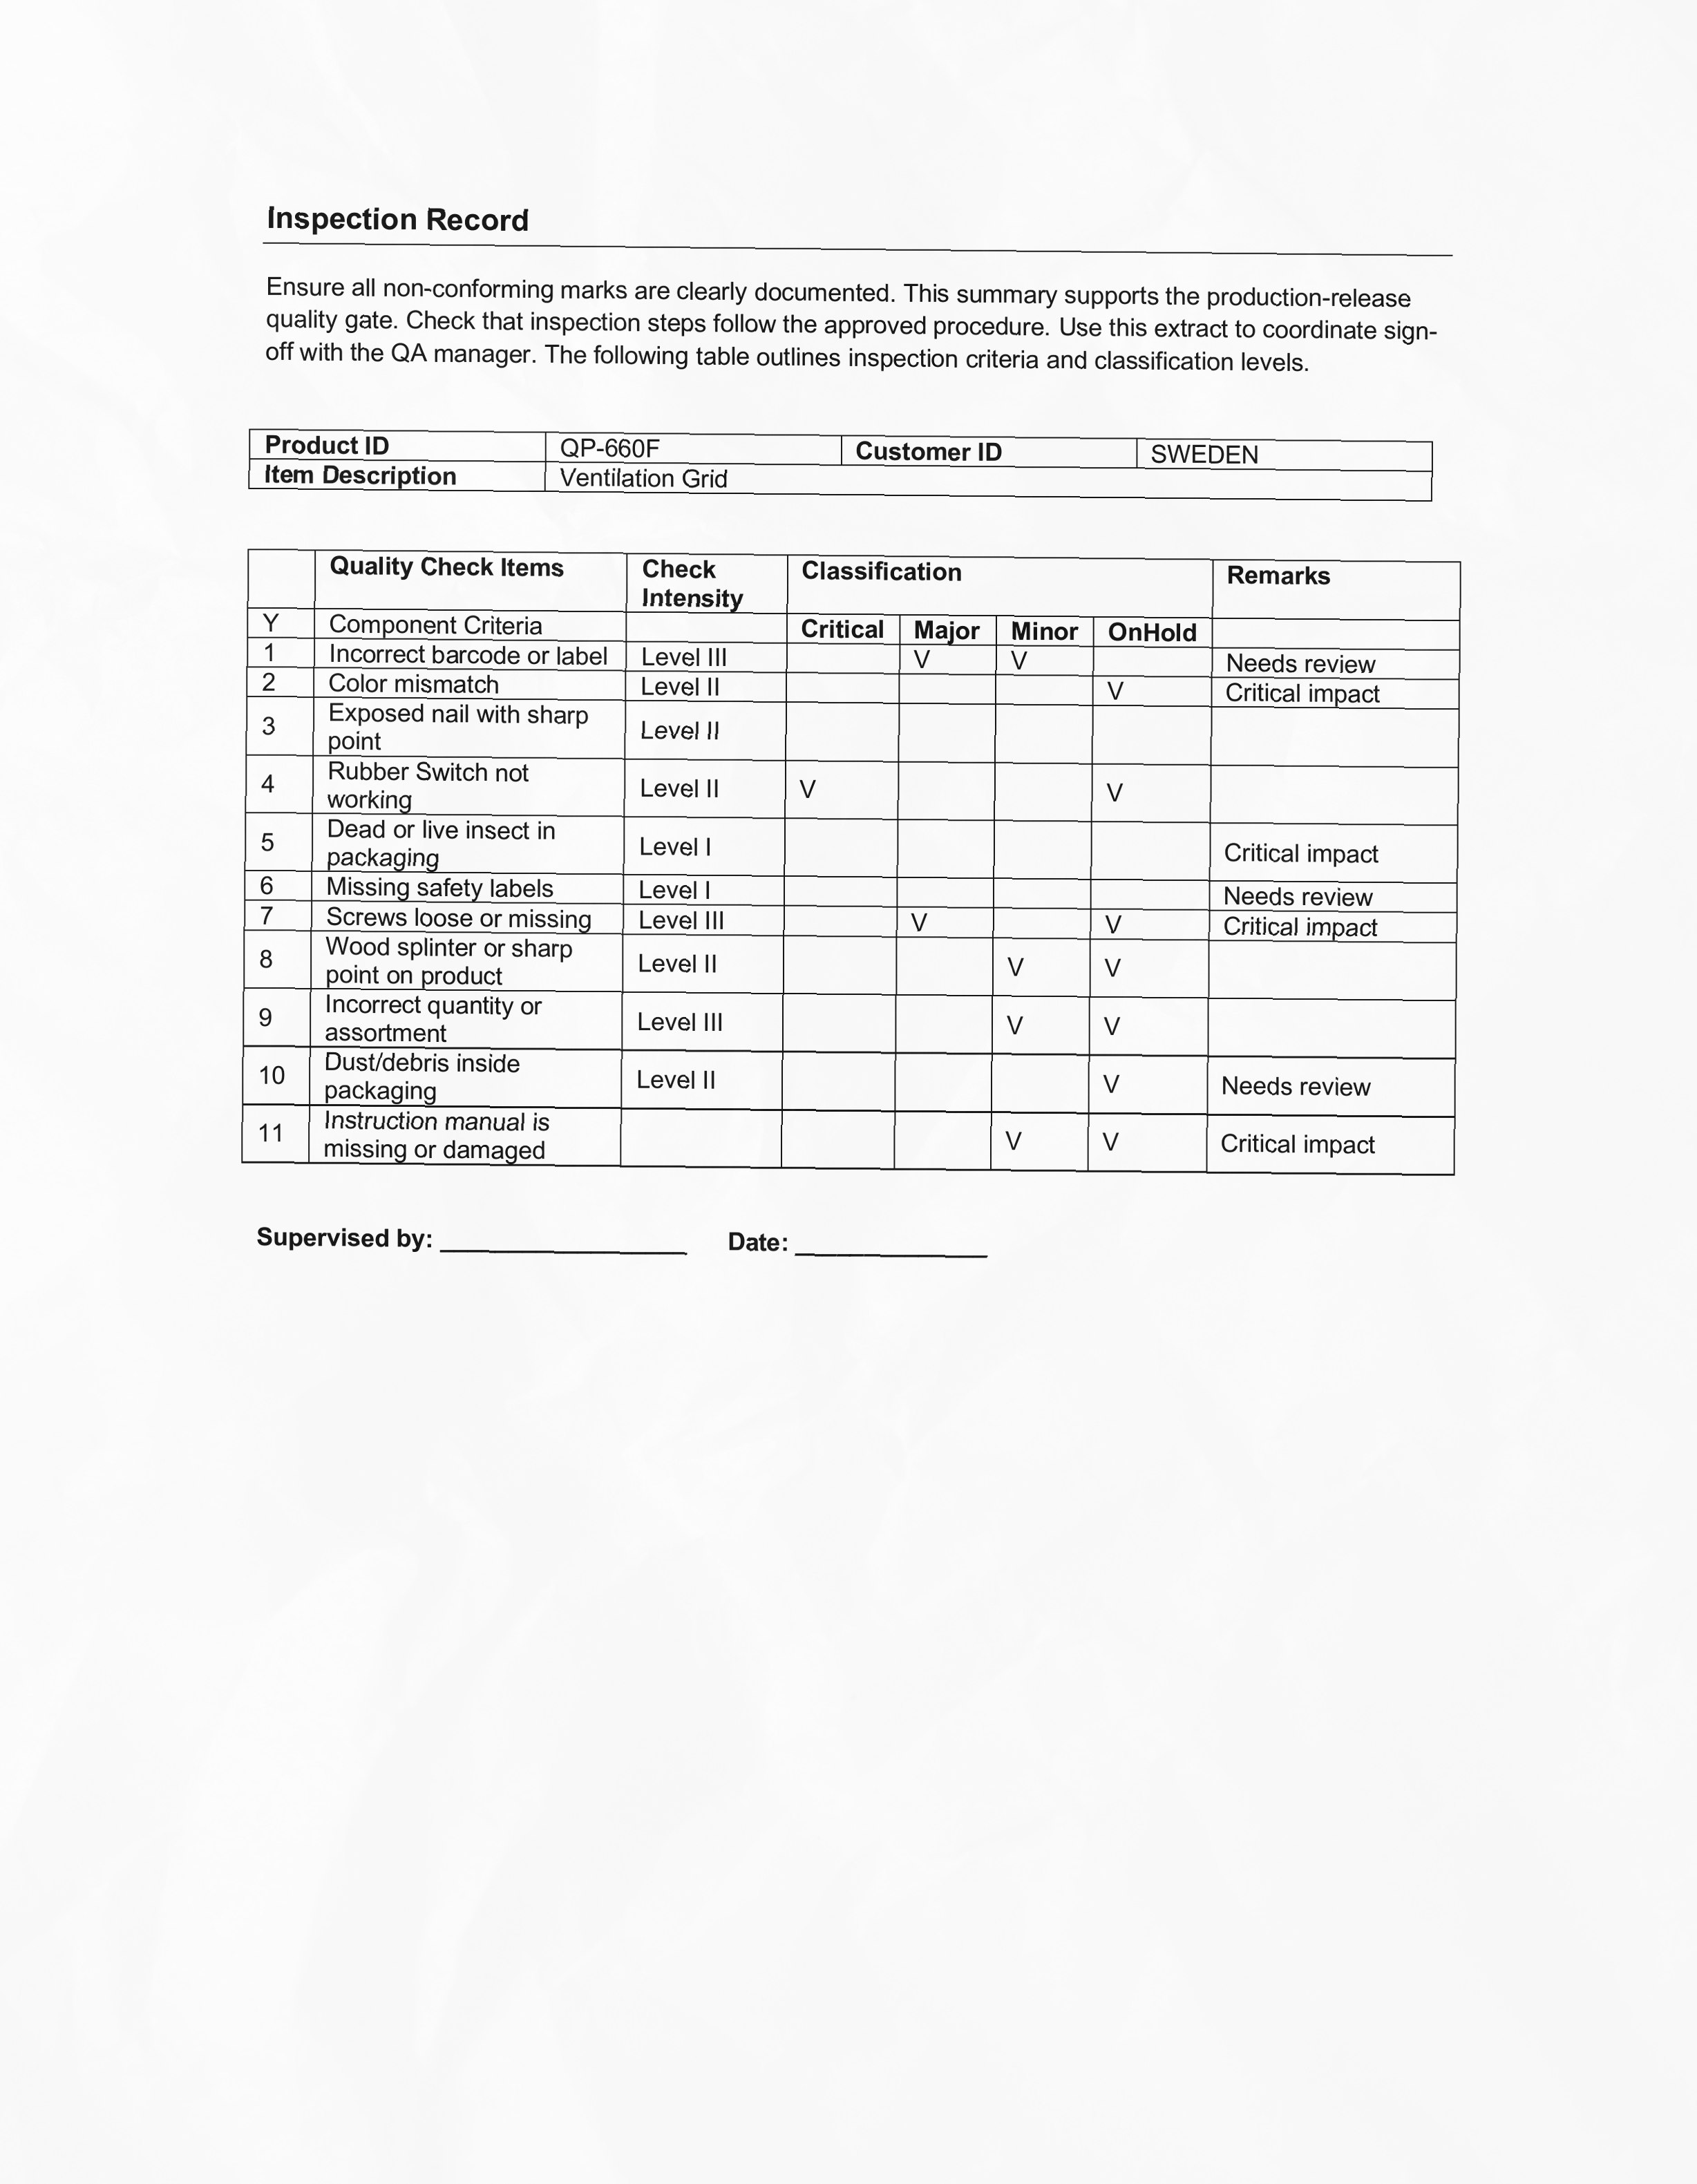 Inspection Record
Ensure all non-conforming marks are clearly documented. This summary supports the production-release
quality gate. Check that inspection steps follow the approved procedure. Use this extract to coordinate sign-
off with the QA manager. The following table outlines inspection criteria and classification levels.
Product ID QP-660F Customer ID SWEDEN
Item Description Ventilation Grid
Quality Check Items Check Classification Remarks
Intensity
Y Component Criteria Critical Major Minor OnHold
1 Incorrect barcode or label Level III V V Needs review
2 Color mismatch Level II V Critical impact
3 Exposed nail with sharp Level II
point
4 Rubber Switch not Level II V V
working
5 Dead or live insect in Level I Critical impact
packaging
6 Missing safety labels Level I Needs review
7 Screws loose or missing Level III V V Critical impact
8 Wood splinter or sharp Level II V V
point on product
9 Incorrect quantity or Level III V V
assortment
10 Dust/debris inside Level II V Needs review
packaging
11 Instruction manual is V V Critical impact
missing or damaged
Supervised by: Date: